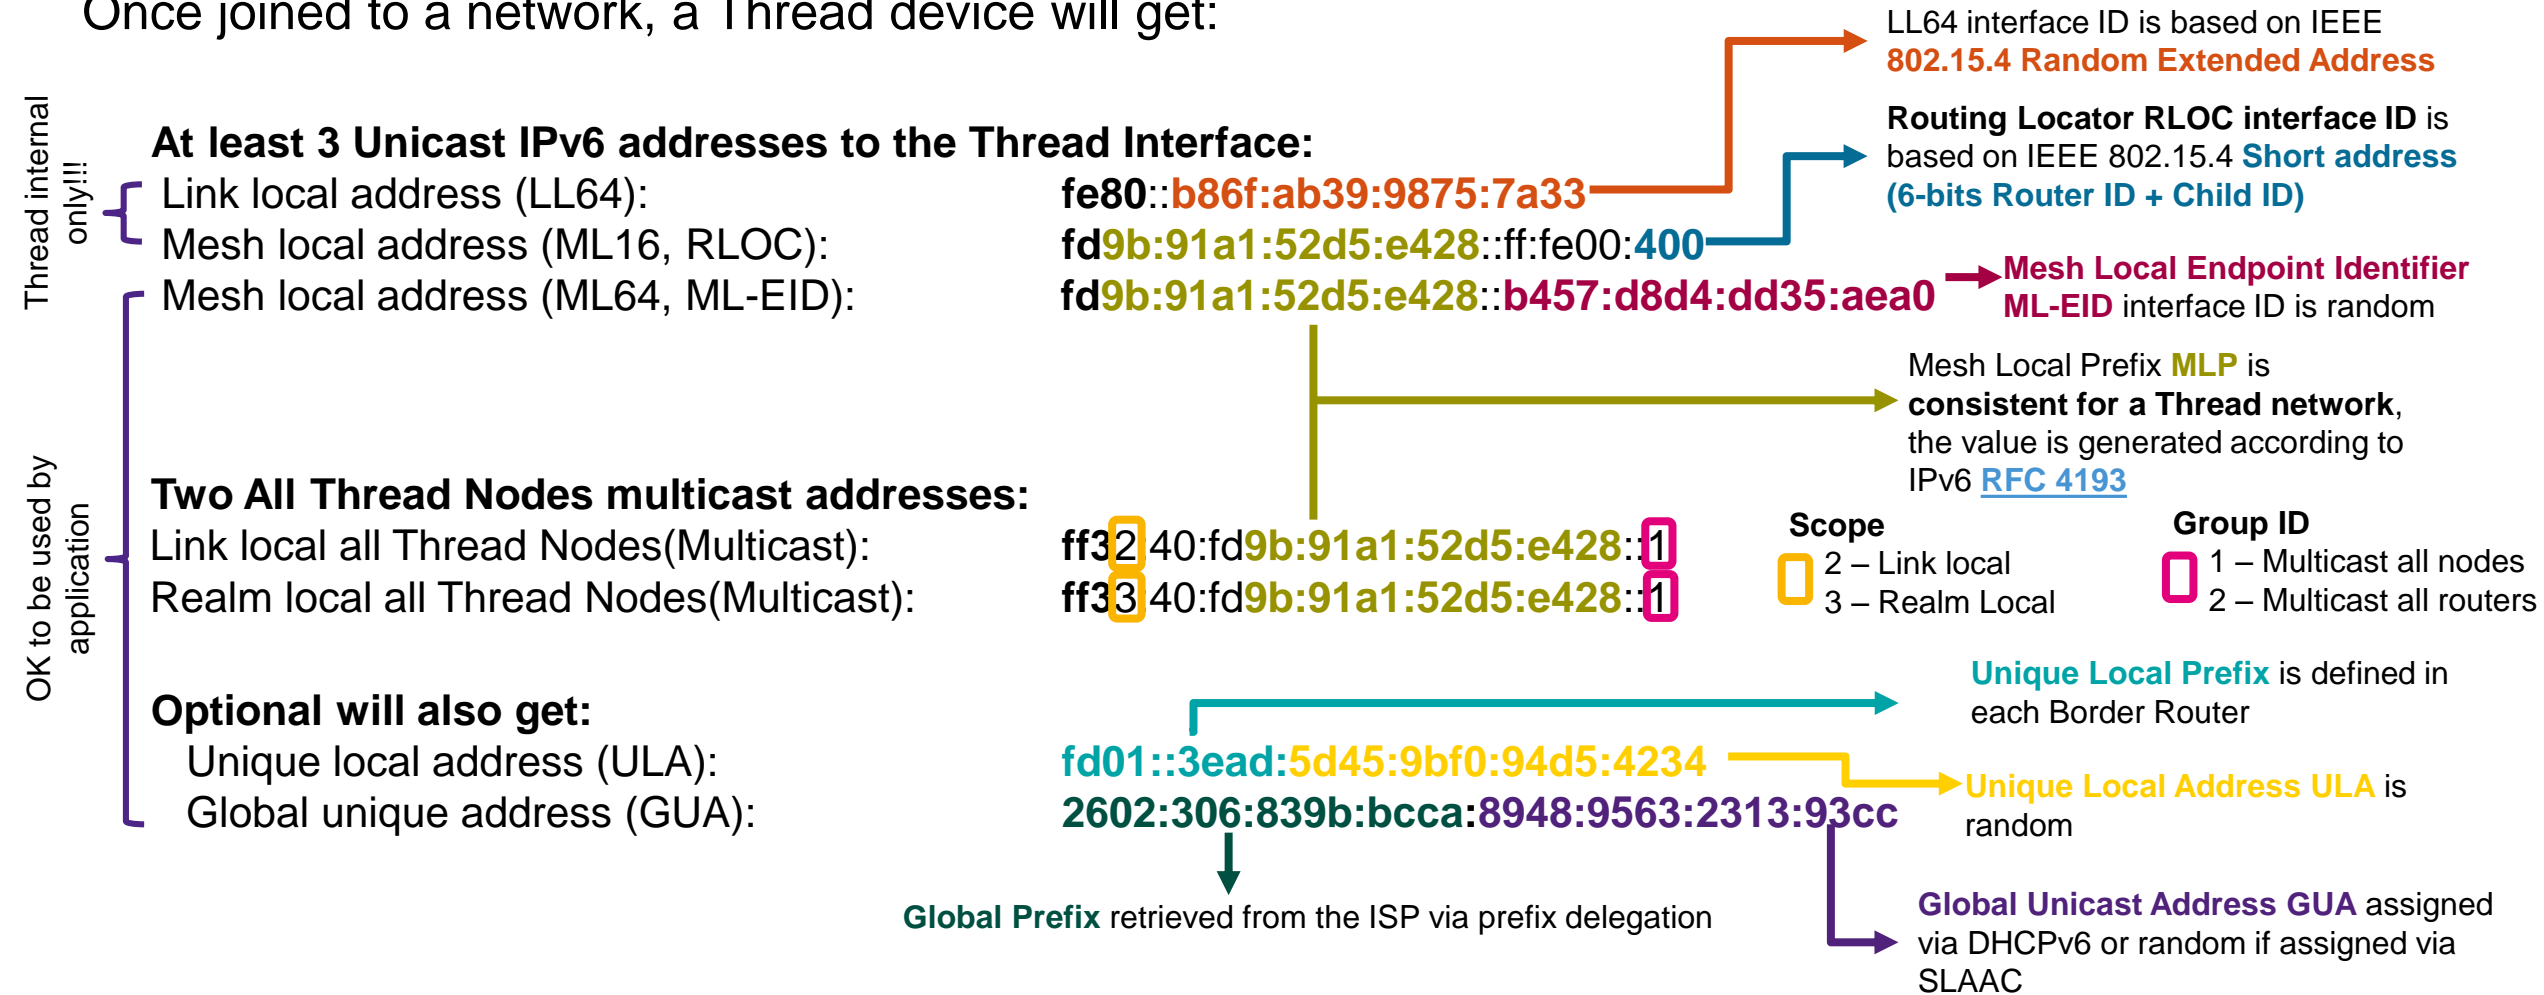 Once joined to a network, a Thread device will get:
LL64 interface ID is based on IEEE
802.15.4 Random Extended Address
Thread internal
only!!!
At least 3 Unicast IPv6 addresses to the Thread Interface:
Routing Locator RLOC interface ID is
based on IEEE 802.15.4 Short address
(6-bits Router ID + Child ID)
Link local address (LL64): fe80::b86f:ab39:9875:7a33
Mesh local address (ML16, RLOC): fd9b:91a1:52d5:e428::ff:fe00:400
Mesh local address (ML64, ML-EID): fd9b:91a1:52d5:e428::b457:d8d4:dd35:aea0
Mesh Local Endpoint Identifier
ML-EID interface ID is random
Mesh Local Prefix MLP is
consistent for a Thread network,
the value is generated according to
IPv6 RFC 4193
OK to be used by
application
Two All Thread Nodes multicast addresses:
Link local all Thread Nodes(Multicast): ff32:40:fd9b:91a1:52d5:e428::1
Realm local all Thread Nodes(Multicast): ff33:40:fd9b:91a1:52d5:e428::1
Scope
2 – Link local
3 – Realm Local
Group ID
1 – Multicast all nodes
2 – Multicast all routers
Optional will also get:
Unique Local Prefix is defined in
each Border Router
Unique local address (ULA): fd01::3ead:5d45:9bf0:94d5:4234
Global unique address (GUA): 2602:306:839b:bcca:8948:9563:2313:93cc
Unique Local Address ULA is
random
Global Prefix retrieved from the ISP via prefix delegation
Global Unicast Address GUA assigned
via DHCPv6 or random if assigned via
SLAAC